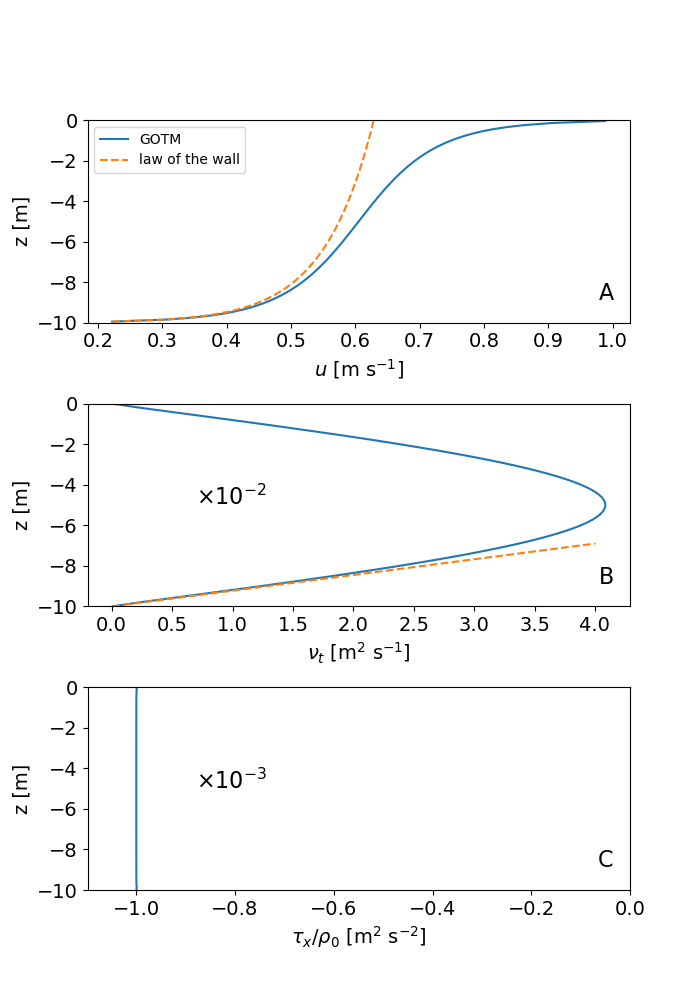 0
−2
−4
−6
−8
−10
z [m]
GOTM
law of the wall
A
0.2 0.3 0.4 0.5 0.6 0.7 0.8 0.9 1.0
u [m s⁻¹]
0
−2
−4
−6
−8
−10
z [m]
×10⁻²
B
0.0 0.5 1.0 1.5 2.0 2.5 3.0 3.5 4.0
νₜ [m² s⁻¹]
0
−2
−4
−6
−8
−10
z [m]
×10⁻³
C
−1.0 −0.8 −0.6 −0.4 −0.2 0.0
τₓ/ρ₀ [m² s⁻²]